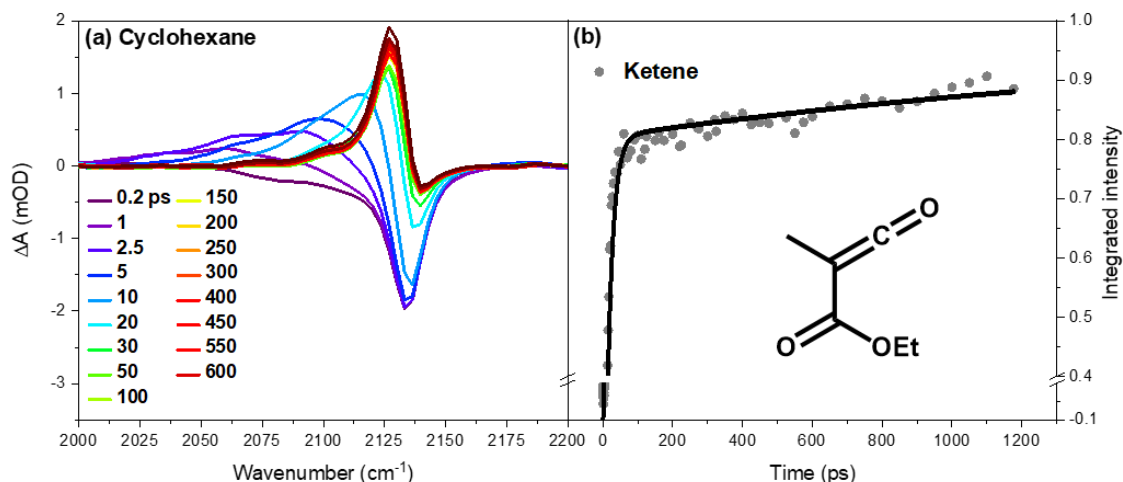 (a) Cyclohexane
2
1
0
-1
-2
-3
ΔA (mOD)
0.2 ps
1
2.5
5
10
20
30
50
100
150
200
250
300
400
450
550
600
2000 2025 2050 2075 2100 2125 2150 2175 2200
Wavenumber (cm⁻¹)
(b)
Ketene
O
C
O
OEt
1.0
0.9
0.8
0.7
0.6
0.5
0.4
-0.1
Integrated intensity
0 200 400 600 800 1000 1200
Time (ps)